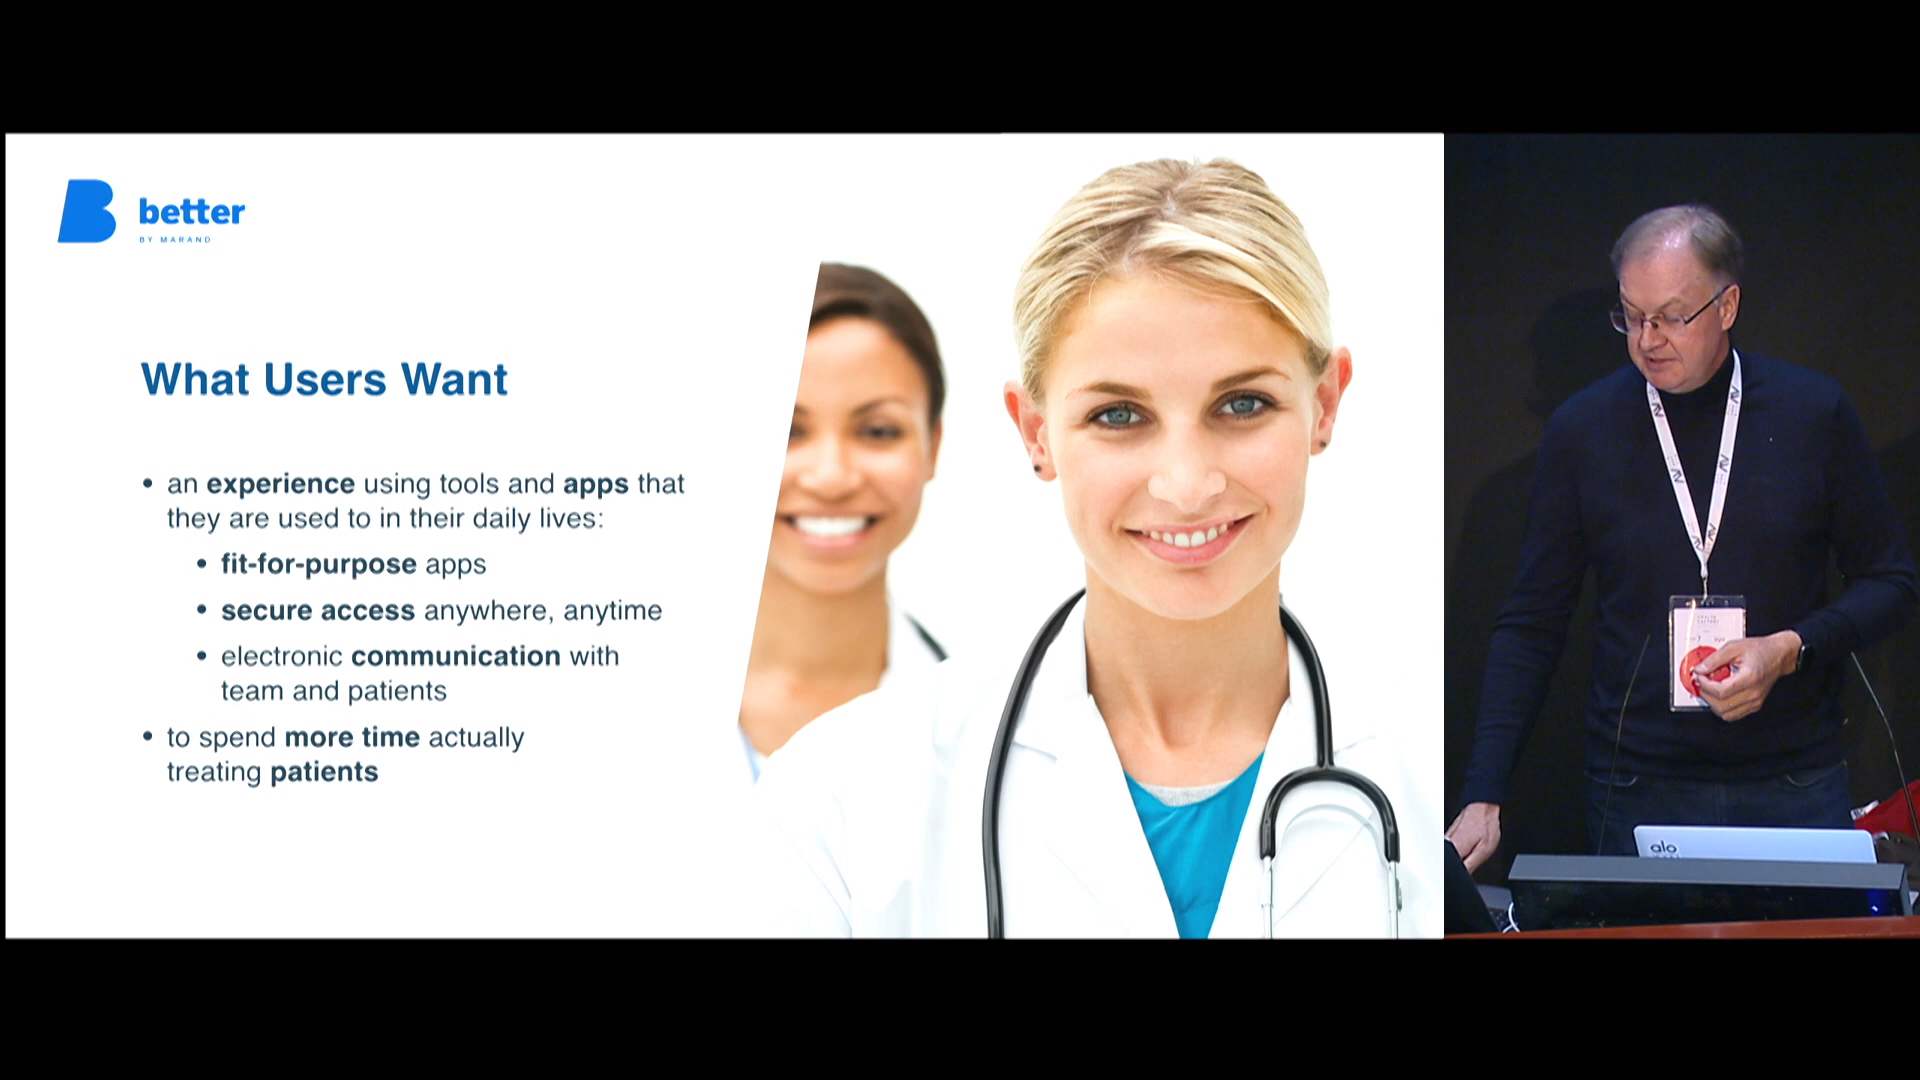 better
BY MARAND
What Users Want
• an experience using tools and apps that
they are used to in their daily lives:
• fit-for-purpose apps
• secure access anywhere, anytime
• electronic communication with
team and patients
• to spend more time actually
treating patients
alo